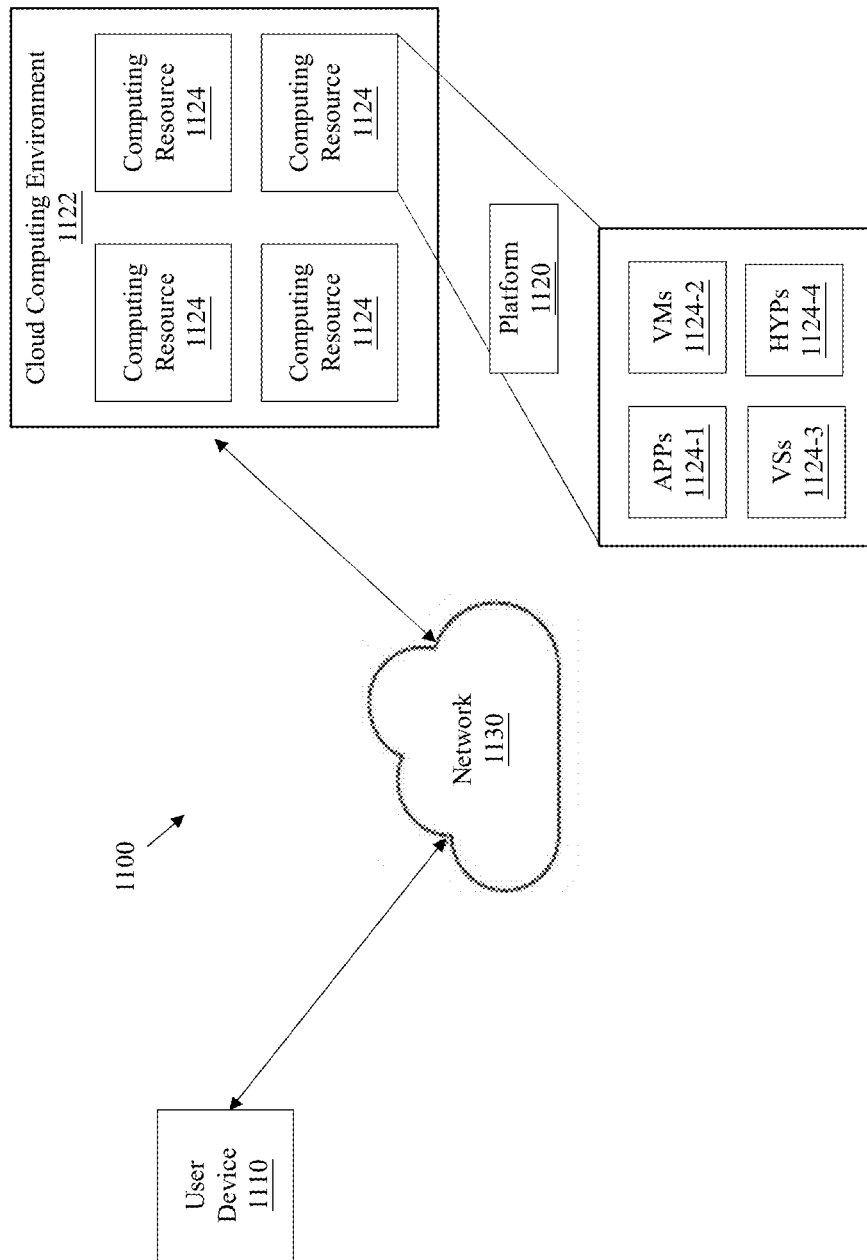 1100
User
Device
1110
Network
1130
Cloud Computing Environment
1122
Computing
Resource
1124
Computing
Resource
1124
Computing
Resource
1124
Computing
Resource
1124
Platform
1120
APPs
1124-1
VMs
1124-2
VSs
1124-3
HYPs
1124-4